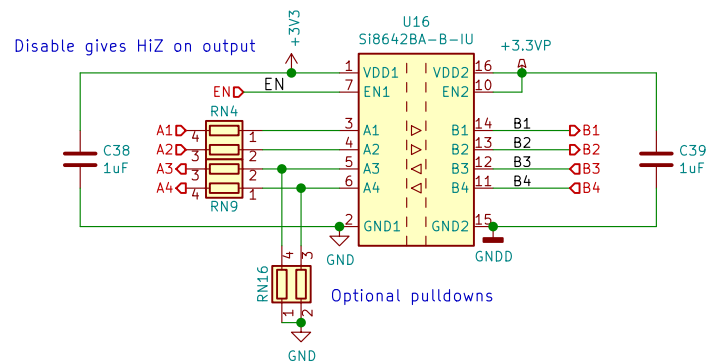 U16
Si8642BA-B-IU
+3V3
+3.3VP
Disable gives HiZ on output
1 VDD1 VDD2 16
EN EN 7 EN1 EN2 10
RN4
A1 4 1 3 A1 B1 14 B1 B1
A2 3 2 4 A2 B2 13 B2 B2
A3 3 2 5 A3 B3 12 B3 B3
A4 4 1 6 A4 B4 11 B4 B4
RN9
C38
1uF
C39
1uF
2 GND1 GND2 15
GND
GNDD
4 3
RN16
1 2
Optional pulldowns
GND